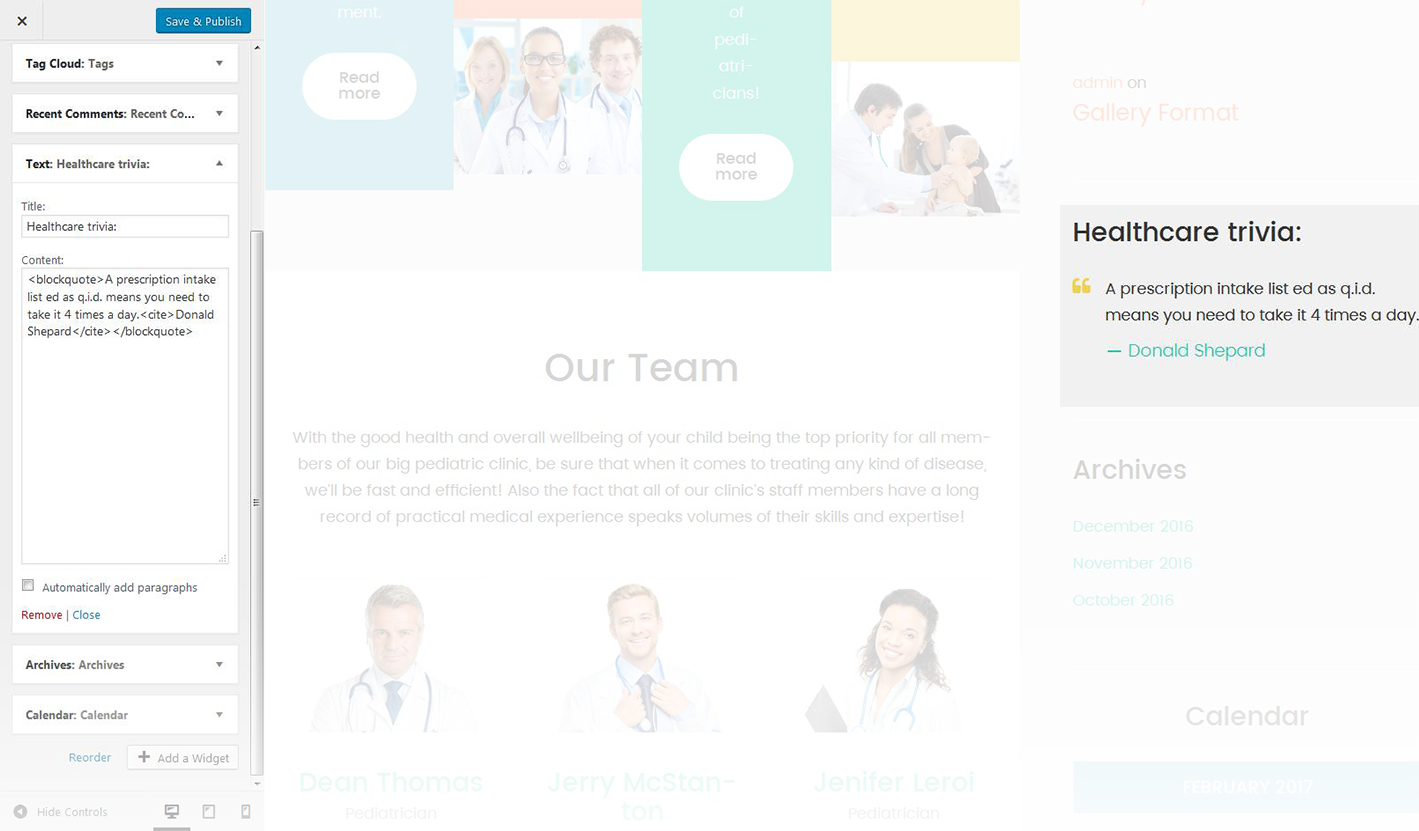 Save & Publish
Tag Cloud: Tags
Recent Comments: Recent Co...
Text: Healthcare trivia:
Title:
Healthcare trivia:
Content:
<blockquote>A prescription intake
list ed as q.i.d. means you need to
take it 4 times a day.<cite>Donald
Shepard</cite></blockquote>
Automatically add paragraphs
Remove | Close
Archives: Archives
Calendar: Calendar
Reorder
Add a Widget
Hide Controls
ment.
Read
more
of
pedi-
atri-
cians!
Read
more
Our Team
With the good health and overall wellbeing of your child being the top priority for all mem-
bers of our big pediatric clinic, be sure that when it comes to treating any kind of disease,
we'll be fast and efficient! Also the fact that all of our clinic's staff members have a long
record of practical medical experience speaks volumes of their skills and expertise!
Dean Thomas
Pediatrician
Jerry McStan-
ton
Jenifer Leroi
Pediatrician
admin on
Gallery Format
Healthcare trivia:
A prescription intake list ed as q.i.d.
means you need to take it 4 times a day.
— Donald Shepard
Archives
December 2016
November 2016
October 2016
Calendar
FEBRUARY 2017